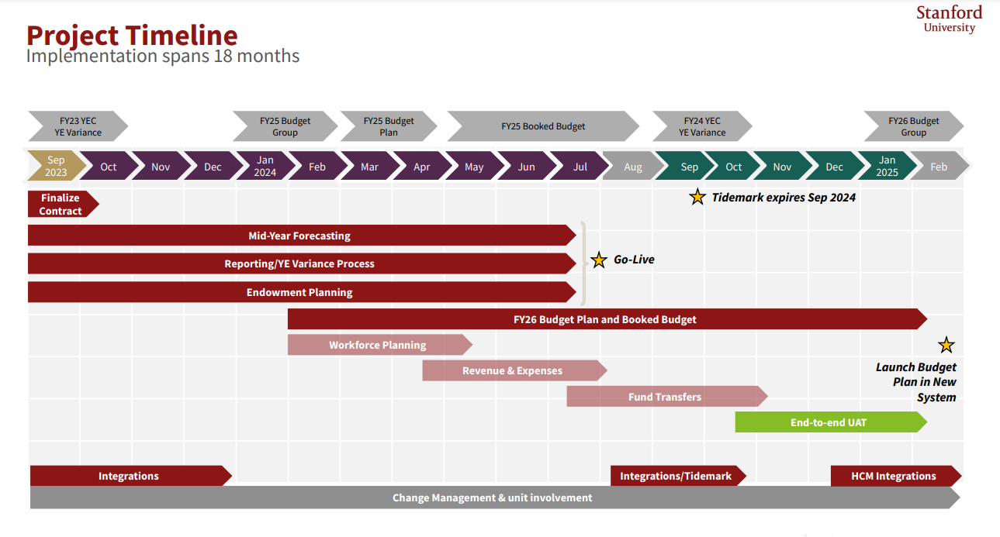 Stanford
University
Project Timeline
Implementation spans 18 months
FY23 YEC
YE Variance
FY25 Budget
Group
FY25 Budget
Plan
FY25 Booked Budget
FY24 YEC
YE Variance
FY26 Budget
Group
Sep
2023
Oct
Nov
Dec
Jan
2024
Feb
Mar
Apr
May
Jun
Jul
Aug
Sep
Oct
Nov
Dec
Jan
2025
Feb
Finalize
Contract
Tidemark expires Sep 2024
Mid-Year Forecasting
Reporting/YE Variance Process
Go-Live
Endowment Planning
FY26 Budget Plan and Booked Budget
Workforce Planning
Launch Budget
Plan in New
System
Revenue & Expenses
Fund Transfers
End-to-end UAT
Integrations
Integrations/Tidemark
HCM Integrations
Change Management & unit involvement